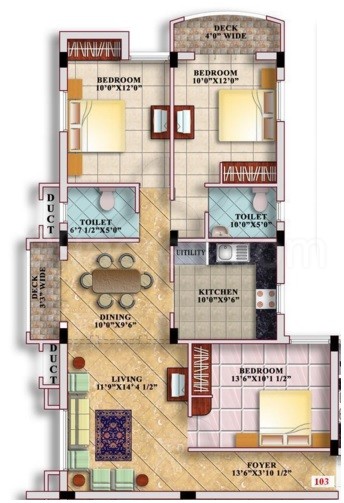 DECK
4'0" WIDE
BEDROOM
10'0"X12'0"
BEDROOM
10'0"X12'0"
DUCT
TOILET
6'7 1/2"X5'0"
TOILET
10'0"X5'0"
UTILITY
DECK
3'3" WIDE
KITCHEN
10'0"X9'6"
DINING
10'0"X9'6"
DUCT
LIVING
11'9"X14'4 1/2"
BEDROOM
13'6"X10'1 1/2"
FOYER
13'6"X3'10 1/2"
103